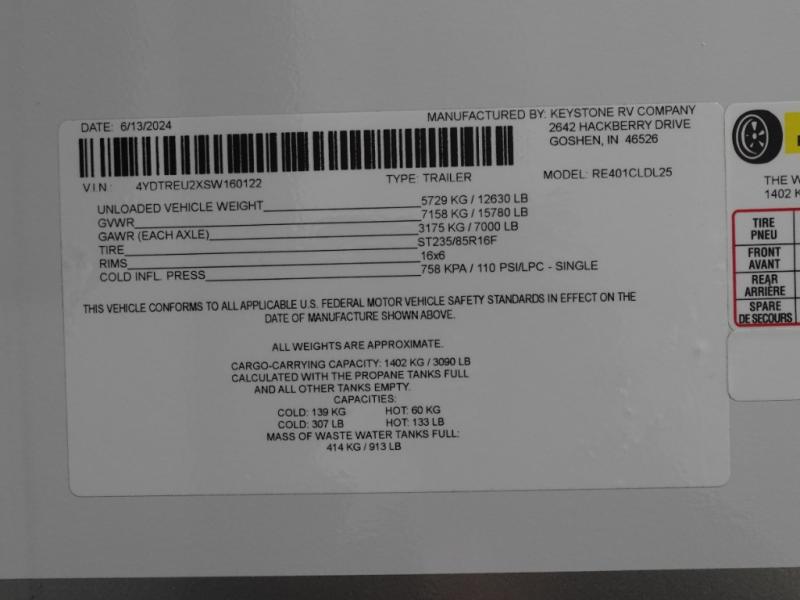 DATE: 6/13/2024
MANUFACTURED BY: KEYSTONE RV COMPANY
2642 HACKBERRY DRIVE
GOSHEN, IN 46526
VIN: 4YDTREU2XSW160122 TYPE: TRAILER MODEL: RE401CLDL25
UNLOADED VEHICLE WEIGHT 5729 KG / 12630 LB
GVWR 7158 KG / 15780 LB
GAWR (EACH AXLE) 3175 KG / 7000 LB
TIRE ST235/85R16F
RIMS 16x6
COLD INFL. PRESS 758 KPA / 110 PSI/LPC - SINGLE
THIS VEHICLE CONFORMS TO ALL APPLICABLE U.S. FEDERAL MOTOR VEHICLE SAFETY STANDARDS IN EFFECT ON THE
DATE OF MANUFACTURE SHOWN ABOVE.
ALL WEIGHTS ARE APPROXIMATE.
CARGO-CARRYING CAPACITY: 1402 KG / 3090 LB
CALCULATED WITH THE PROPANE TANKS FULL
AND ALL OTHER TANKS EMPTY.
CAPACITIES:
COLD: 139 KG HOT: 60 KG
COLD: 307 LB HOT: 133 LB
MASS OF WASTE WATER TANKS FULL:
414 KG / 913 LB
THE
1402
TIRE
PNEU
FRONT
AVANT
REAR
ARRIÈRE
SPARE
DE SECOURS